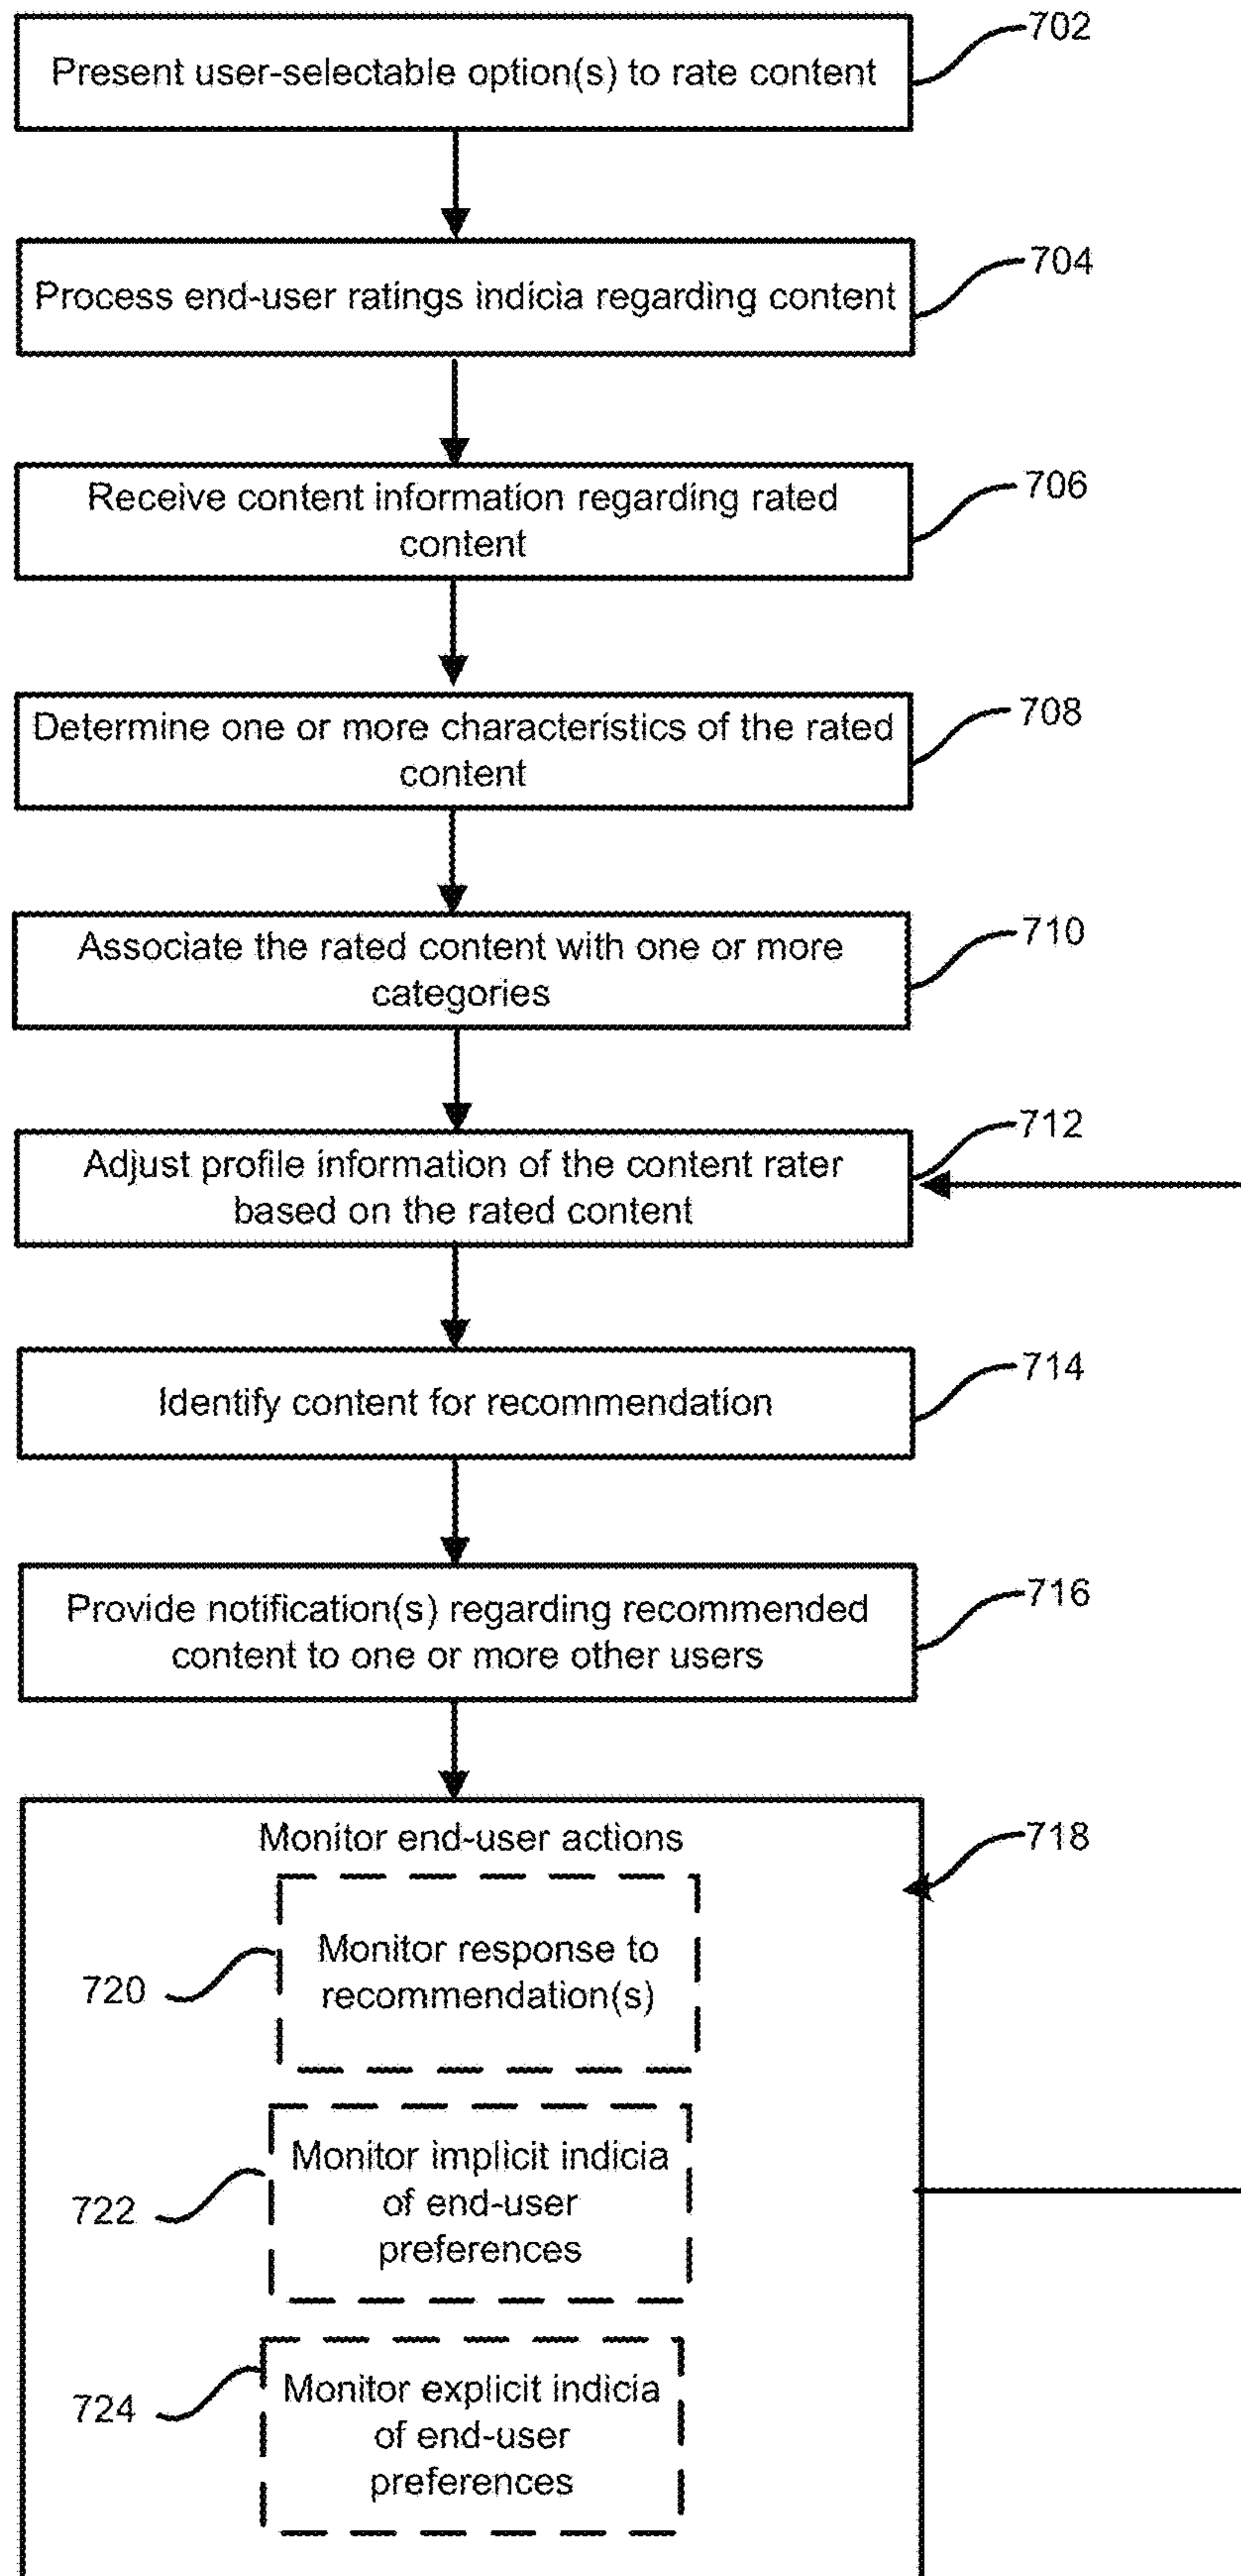 Present user-selectable option(s) to rate content
702
Process end-user ratings indicia regarding content
704
Receive content information regarding rated
content
706
Determine one or more characteristics of the rated
content
708
Associate the rated content with one or more
categories
710
Adjust profile information of the content rater
based on the rated content
712
Identify content for recommendation
714
Provide notification(s) regarding recommended
content to one or more other users
716
Monitor end-user actions
718
Monitor response to
recommendation(s)
720
Monitor implicit indicia
of end-user
preferences
722
Monitor explicit indicia
of end-user
preferences
724